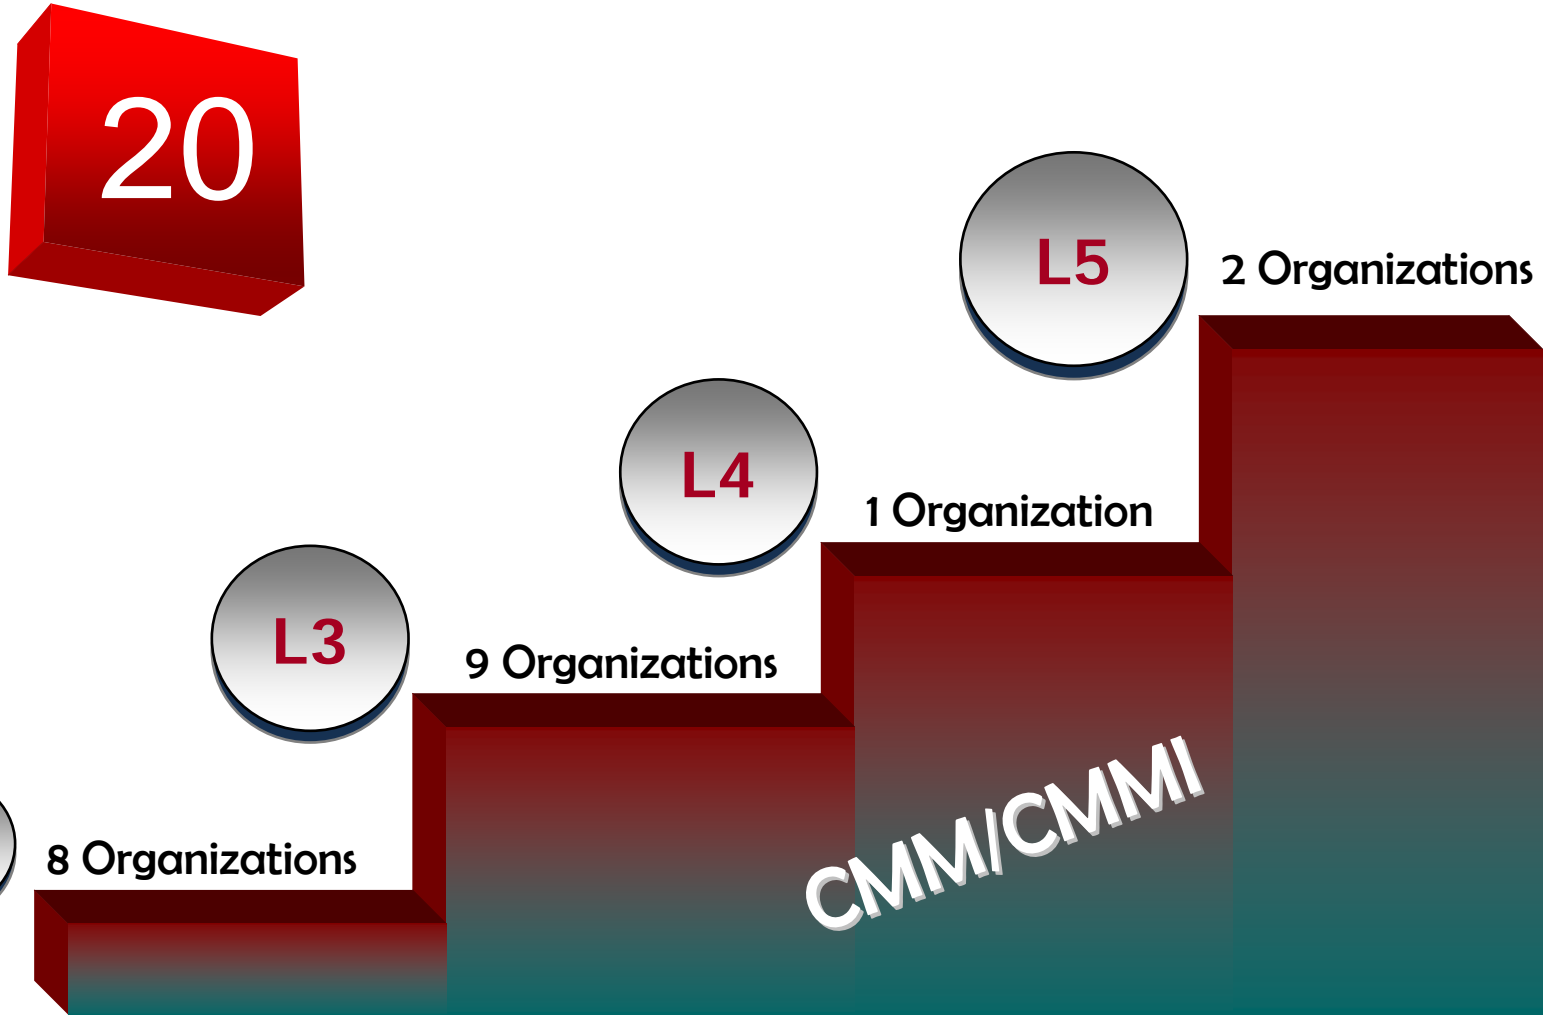 20
L5
2 Organizations
L4
1 Organization
L3
9 Organizations
8 Organizations
CMM/CMMI